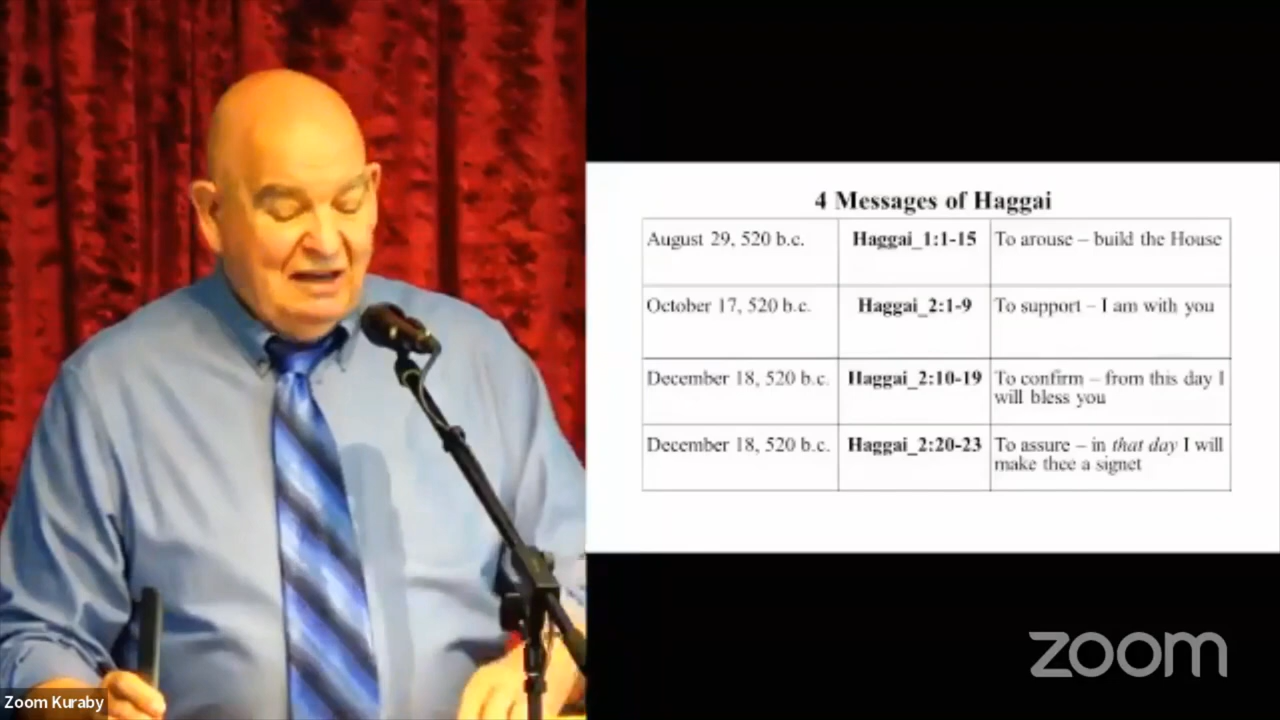 4 Messages of Haggai
August 29, 520 b.c.
Haggai_1:1-15
To arouse – build the House
October 17, 520 b.c.
Haggai_2:1-9
To support – I am with you
December 18, 520 b.c.
Haggai_2:10-19
To confirm – from this day I
will bless you
December 18, 520 b.c.
Haggai_2:20-23
To assure – in that day I will
make thee a signet
zoom
Zoom Kuraby